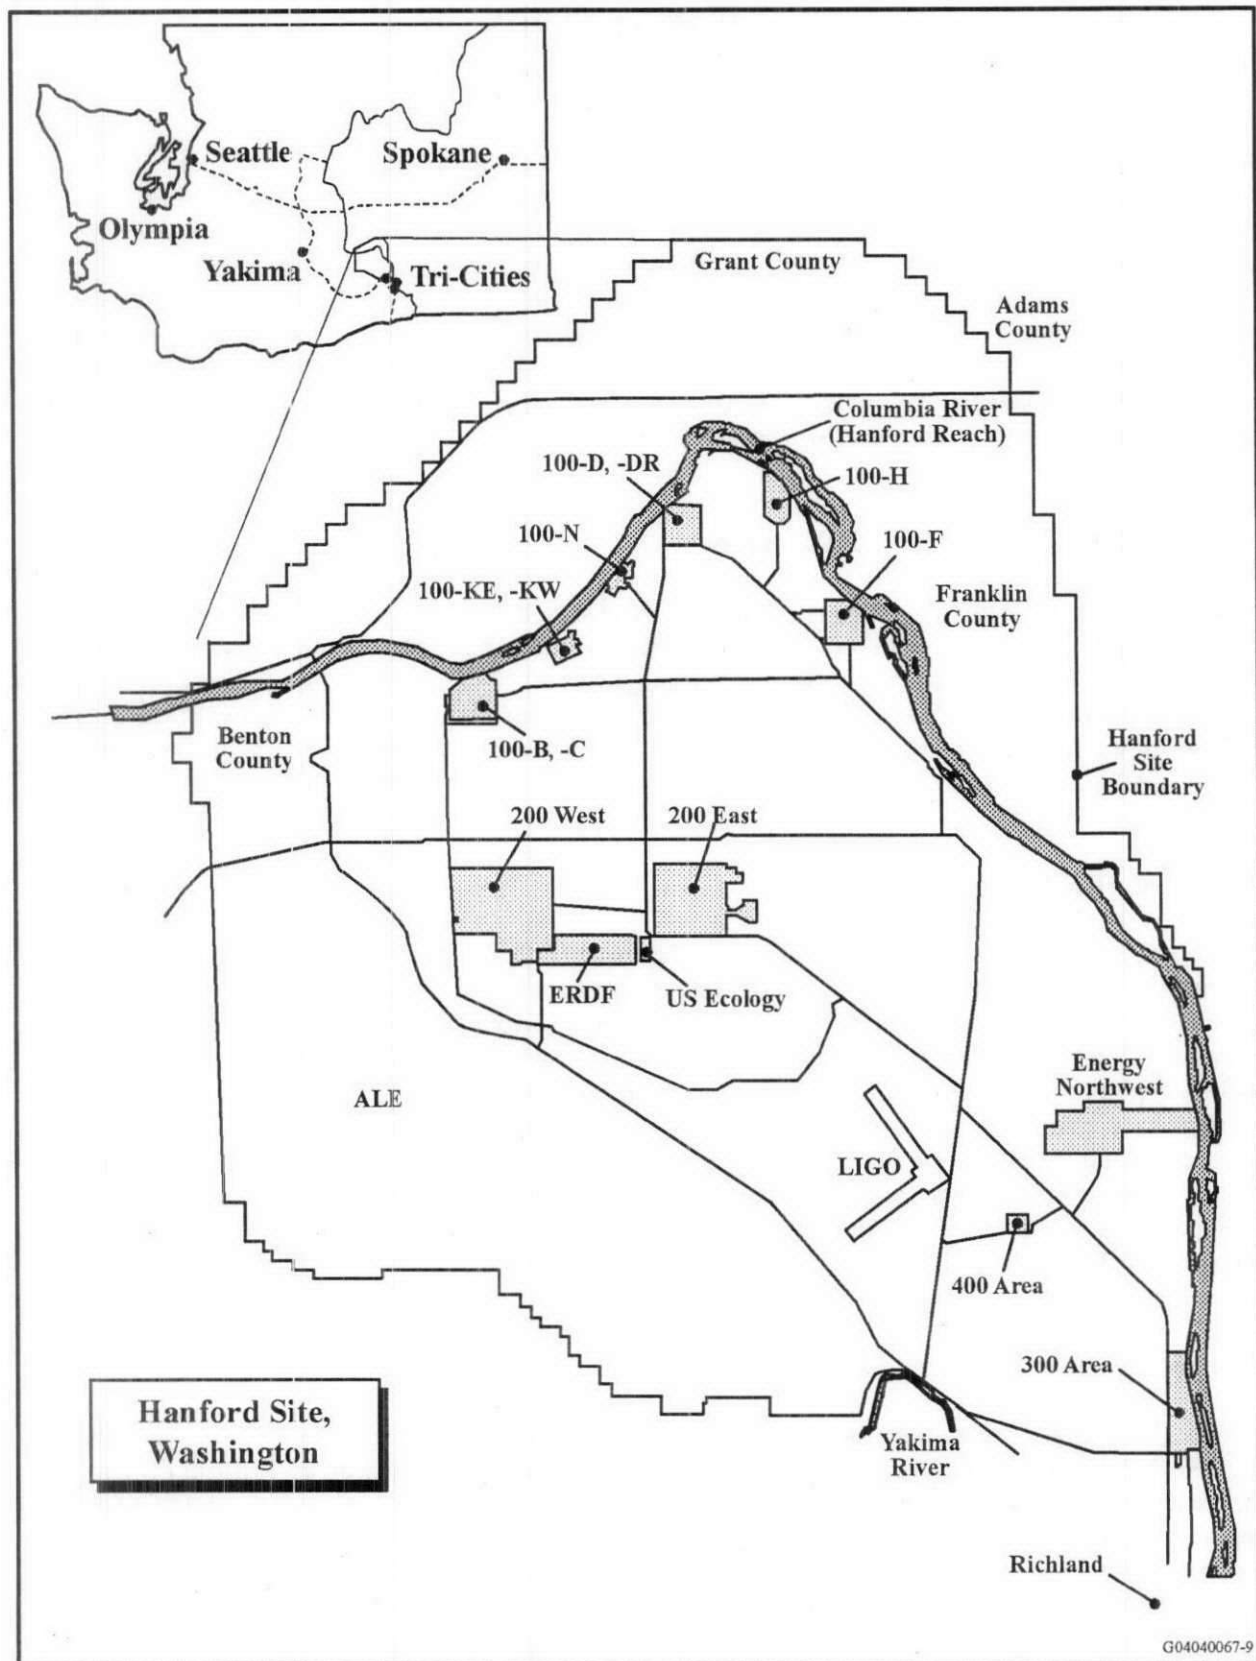 Seattle
Spokane
Olympia
Yakima
Tri-Cities
Grant County
Adams
County
Columbia River
(Hanford Reach)
100-D, -DR
100-H
100-N
100-F
100-KE, -KW
Franklin
County
Benton
County
100-B, -C
Hanford
Site
Boundary
200 West
200 East
ERDF
US Ecology
Energy
Northwest
ALE
LIGO
400 Area
300 Area
Hanford Site,
Washington
Yakima
River
Richland
G04040067-9